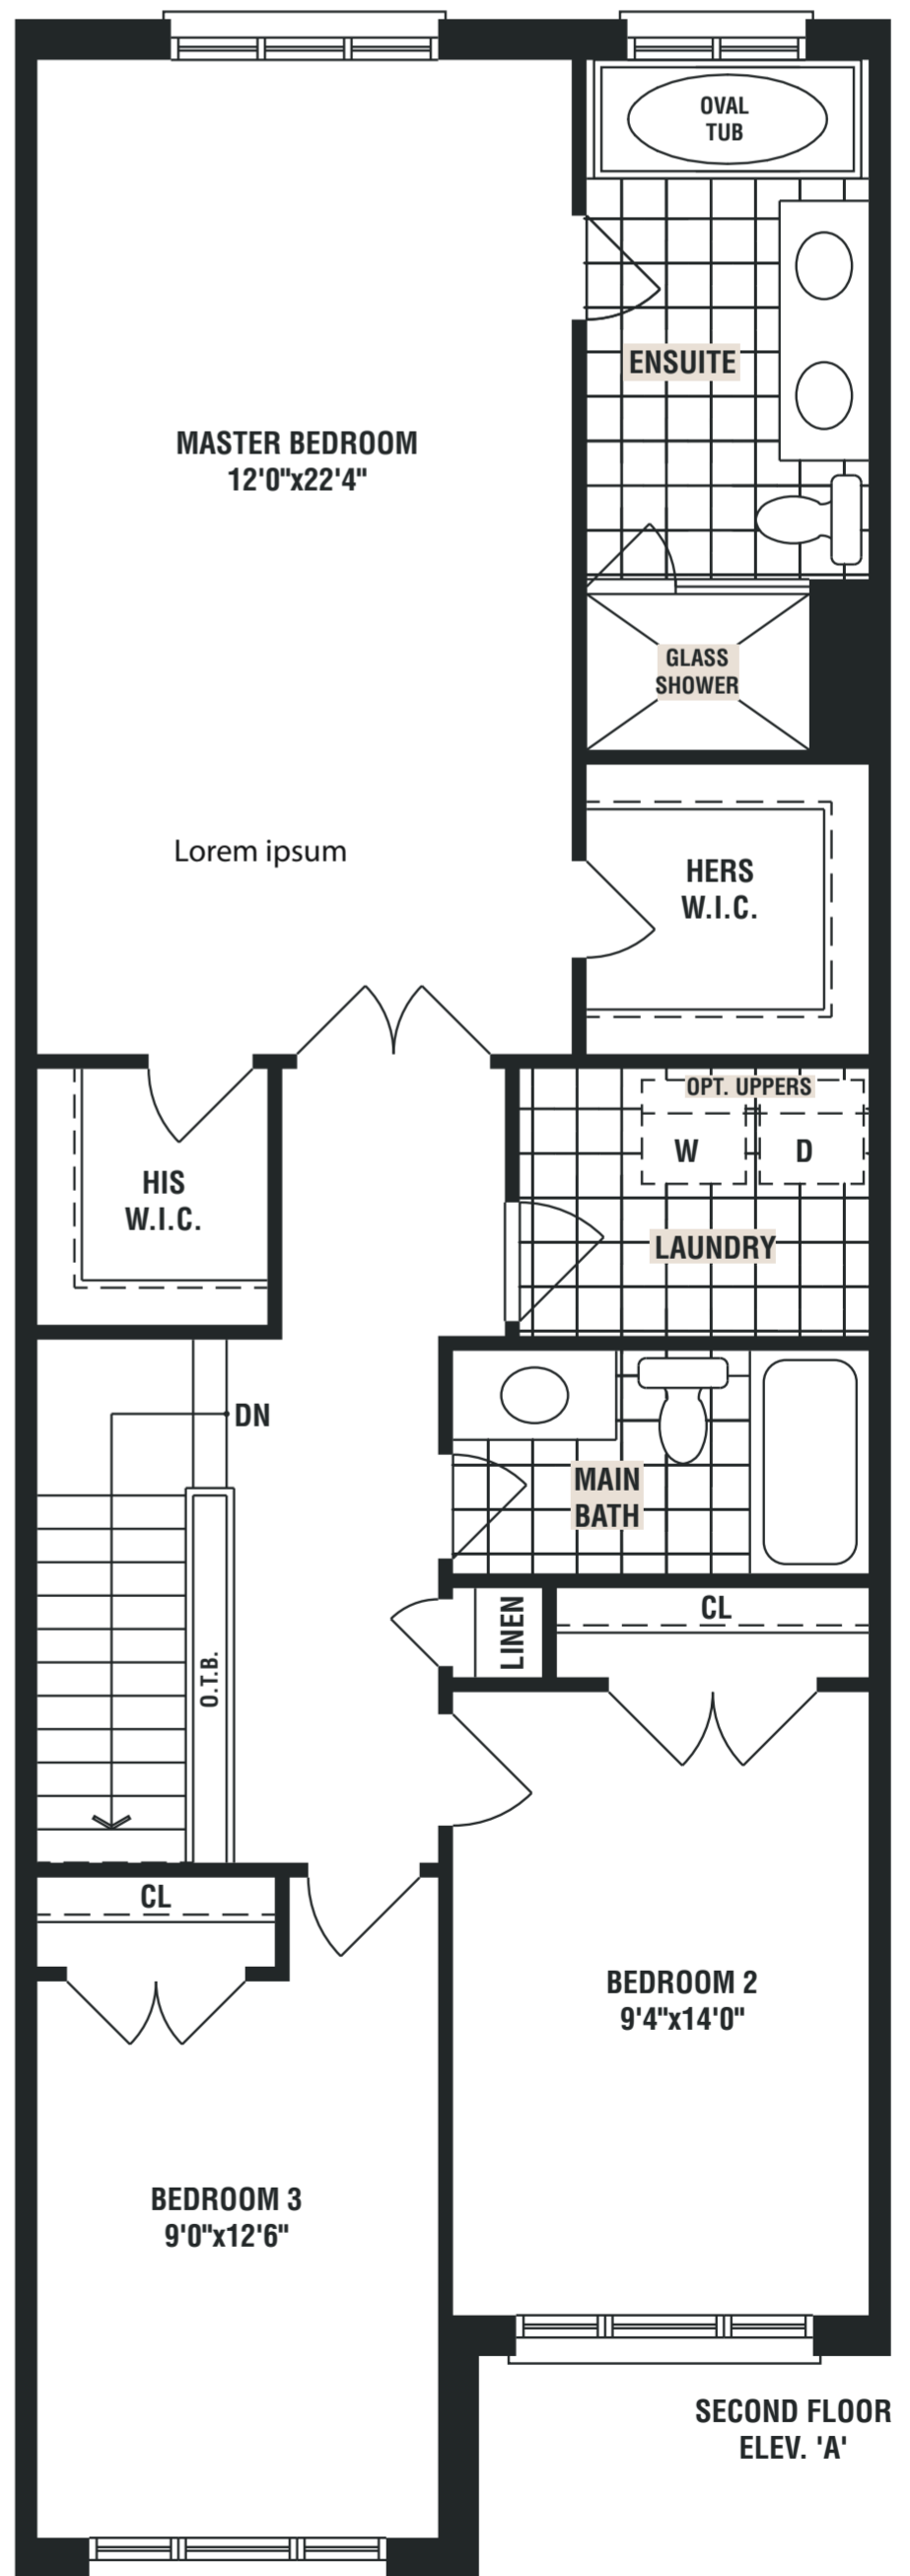 OVAL
TUB
ENSUITE
MASTER BEDROOM
12'0"x22'4"
GLASS
SHOWER
Lorem ipsum
HERS
W.I.C.
OPT. UPPERS
W D
HIS
W.I.C.
LAUNDRY
DN
MAIN
BATH
LINEN
CL
O.T.B.
CL
BEDROOM 2
9'4"x14'0"
BEDROOM 3
9'0"x12'6"
SECOND FLOOR
ELEV. 'A'